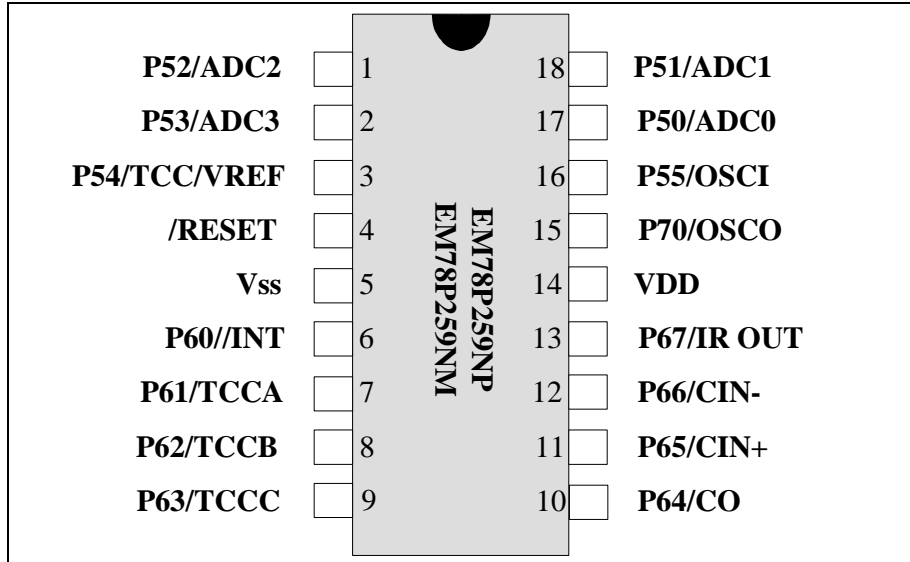 P52/ADC2 1 18 P51/ADC1
P53/ADC3 2 17 P50/ADC0
P54/TCC/VREF 3 16 P55/OSCI
/RESET 4 15 P70/OSCO
Vss 5 14 VDD
P60//INT 6 13 P67/IR OUT
P61/TCCA 7 12 P66/CIN-
P62/TCCB 8 11 P65/CIN+
P63/TCCC 9 10 P64/CO
EM78P259NP
EM78P259NM